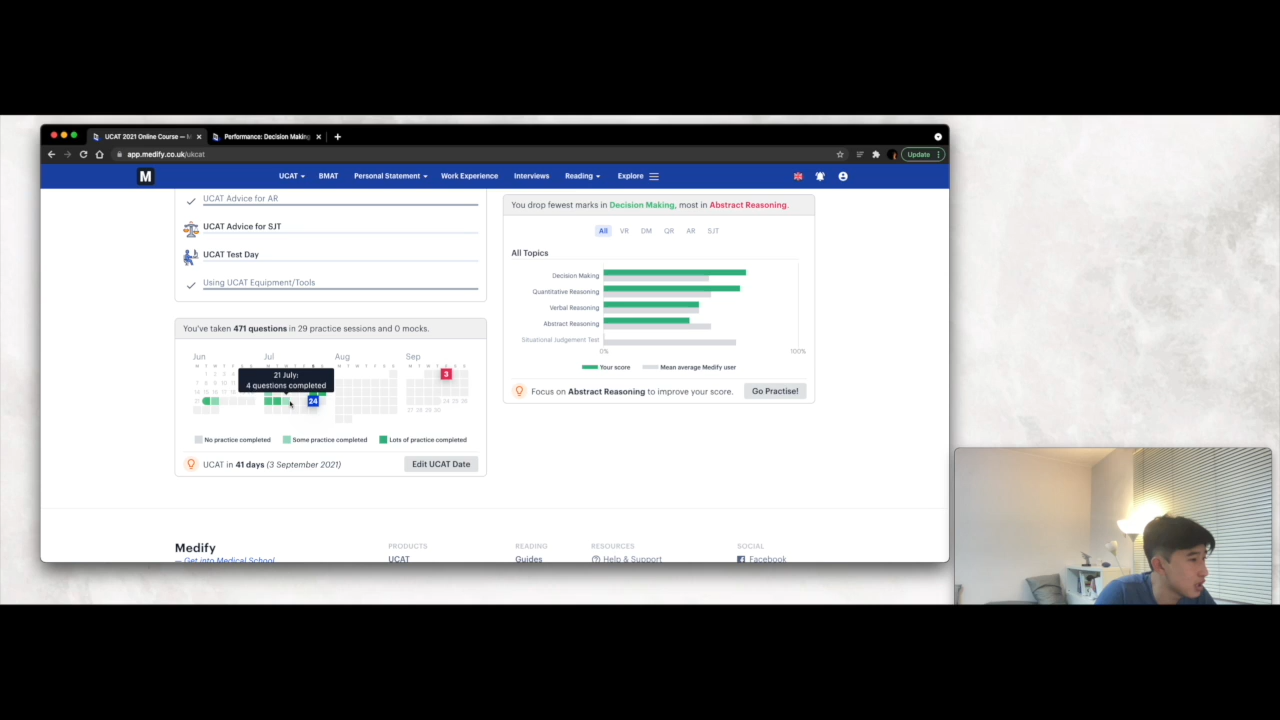 UCAT 2021 Online Course — M
Performance: Decision Making
app.medify.co.uk/ukcat
Update
M
UCAT
BMAT
Personal Statement
Work Experience
Interviews
Reading
Explore
UCAT Advice for AR
UCAT Advice for SJT
UCAT Test Day
Using UCAT Equipment/Tools
You've taken 471 questions in 29 practice sessions and 0 mocks.
Jun
Jul
Aug
Sep
21 July:
4 questions completed
3
24
No practice completed
Some practice completed
Lots of practice completed
UCAT in 41 days (3 September 2021)
Edit UCAT Date
You drop fewest marks in Decision Making, most in Abstract Reasoning.
All
VR
DM
QR
AR
SJT
All Topics
Decision Making
Quantitative Reasoning
Verbal Reasoning
Abstract Reasoning
Situational Judgement Test
0%
100%
Your score
Mean average Medify user
Focus on Abstract Reasoning to improve your score.
Go Practise!
Medify
— Get into Medical School
PRODUCTS
UCAT
READING
Guides
RESOURCES
Help & Support
SOCIAL
Facebook